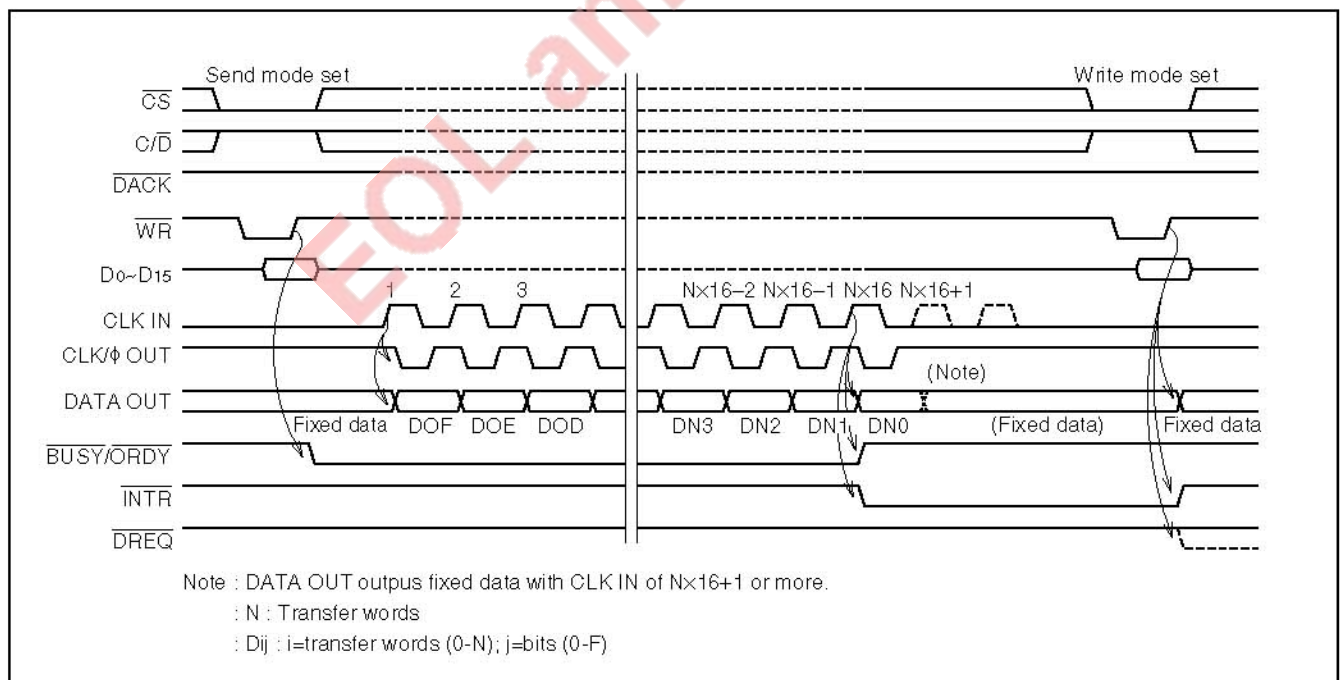 EOL an
Send mode set Write mode set
CS
C/D
DACK
WR
D0~D15
1 2 3 N×16–2 N×16–1 N×16 N×16+1
CLK IN
CLK/ϕ OUT
(Note)
DATA OUT
Fixed data DOF DOE DOD DN3 DN2 DN1 DN0 (Fixed data) Fixed data
BUSY/ORDY
INTR
DREQ
Note : DATA OUT outpus fixed data with CLK IN of N×16+1 or more.
: N : Transfer words
: Dij : i=transfer words (0-N); j=bits (0-F)